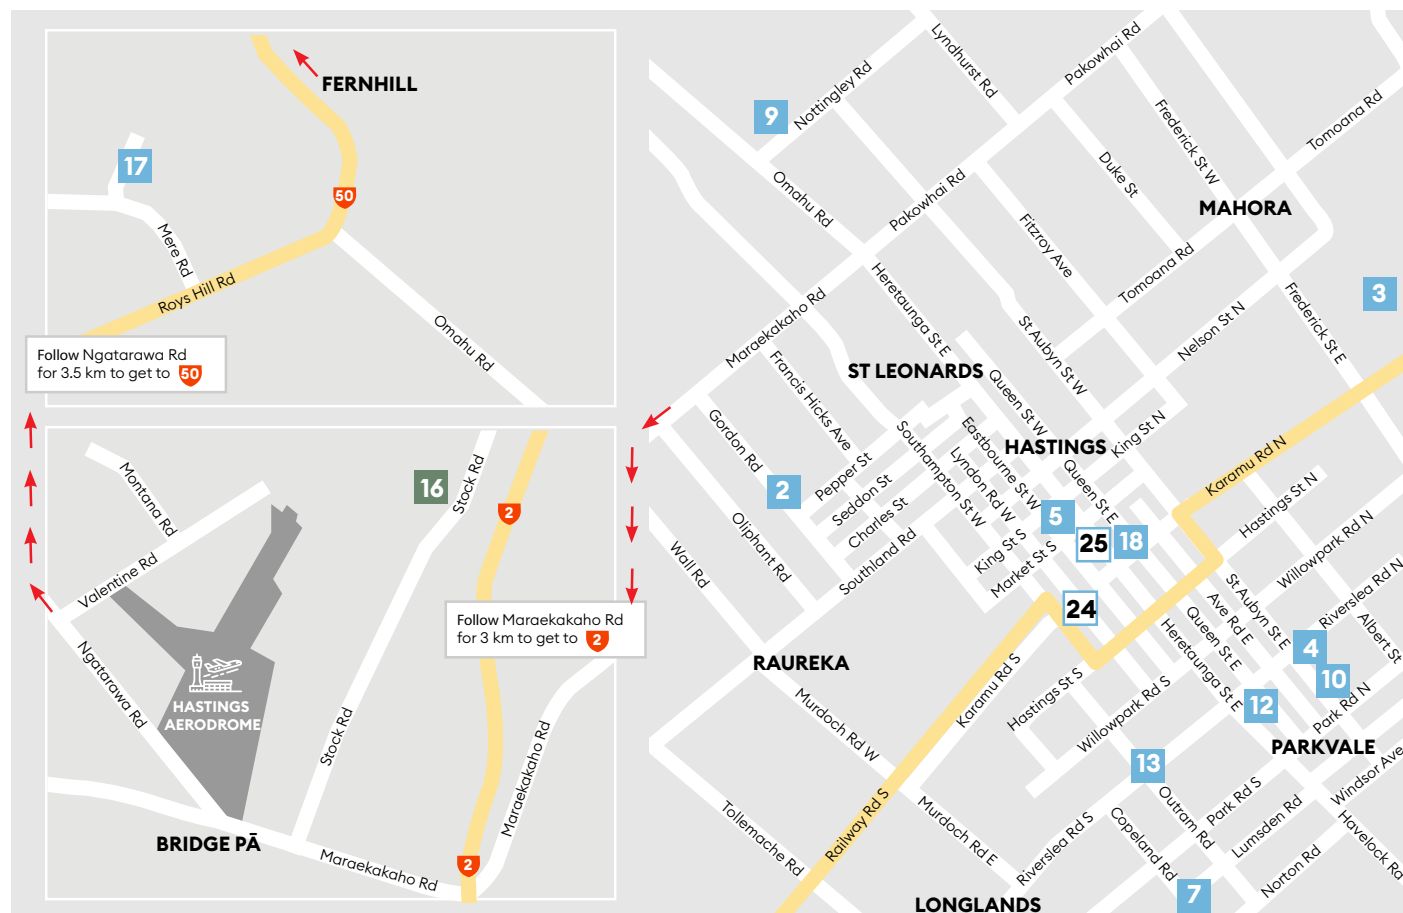 FERNHILL
17
50
Mere Rd
Roys Hill Rd
Omahu Rd
Follow Ngatarawa Rd
for 3.5 km to get to 50
Montana Rd
Valentine Rd
Ngatarawa Rd
HASTINGS
AERODROME
BRIDGE PĀ
16
Stock Rd
2
Follow Maraekakaho Rd
for 3 km to get to 2
Stock Rd
Maraekakaho Rd
2
Maraekakaho Rd
9
Nottingley Rd
Lyndhurst Rd
Pakowhai Rd
Frederick St W
Tomoana Rd
Duke St
MAHORA
Omahu Rd
Pakowhai Rd
Fitzroy Ave
Tomoana Rd
3
Heretaunga St E
Frederick St E
Nelson St N
Maraekakaho Rd
St Aubyn St W
ST LEONARDS
Francis Hicks Ave
Queen St W
Gordon Rd
King St N
HASTINGS
Southampton St W
Eastbourne St W
Lyndon Rd W
Queen St E
Karamu Rd N
Pepper St
2
Seddon St
Charles St
Southland Rd
Oliphant Rd
Wall Rd
5
25
18
King St S
Market St S
Hastings St N
Willowpark Rd N
24
St Aubyn St E
Ave Rd E
Queen St E
Riverslea Rd N
Albert St
Heretaunga St E
4
10
12
Park Rd N
PARKVALE
RAUREKA
Karamu Rd S
Hastings St S
Willowpark Rd S
Murdoch Rd W
13
Windsor Ave
Park Rd S
Outram Rd
Lumsden Rd
Havelock Rd
Railway Rd S
Tollemache Rd
Murdoch Rd E
Riverslea Rd S
Copeland Rd
Norton Rd
7
LONGLANDS